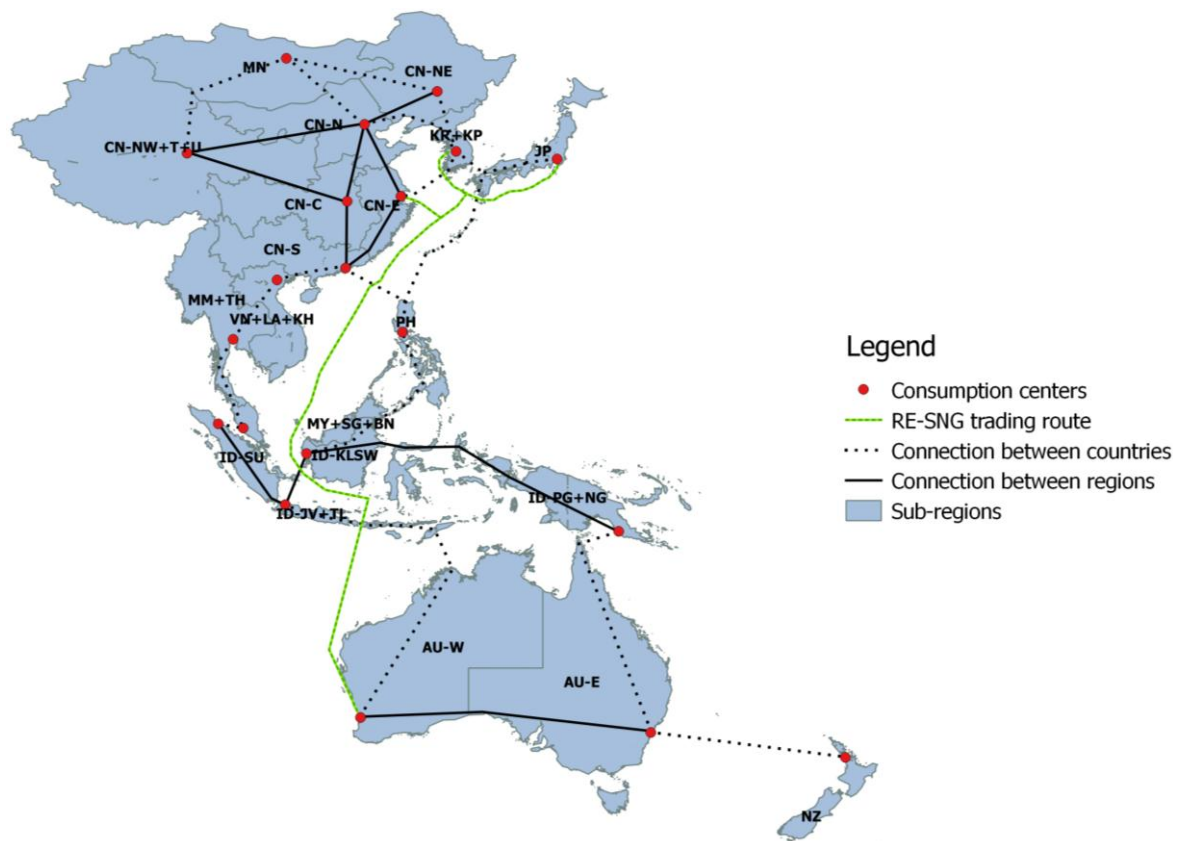 MN
CN-NE
CN-N
KR+KP
CN-NW+T+U
JP
CN-C
CN-E
CN-S
MM+TH
VN+LA+KH
PH
MY+SG+BN
ID-SU
ID-KLSW
ID-PG+NG
ID-JV+TL
AU-W
AU-E
NZ
Legend
Consumption centers
RE-SNG trading route
Connection between countries
Connection between regions
Sub-regions